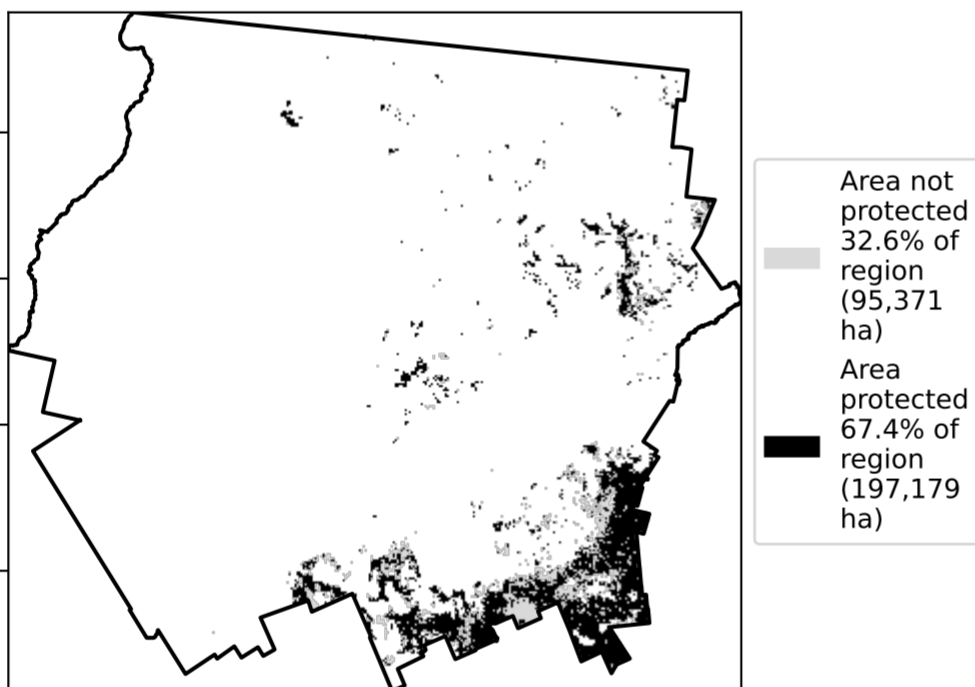 Area not
protected
32.6% of
region
(95,371
ha)
Area
protected
67.4% of
region
(197,179
ha)